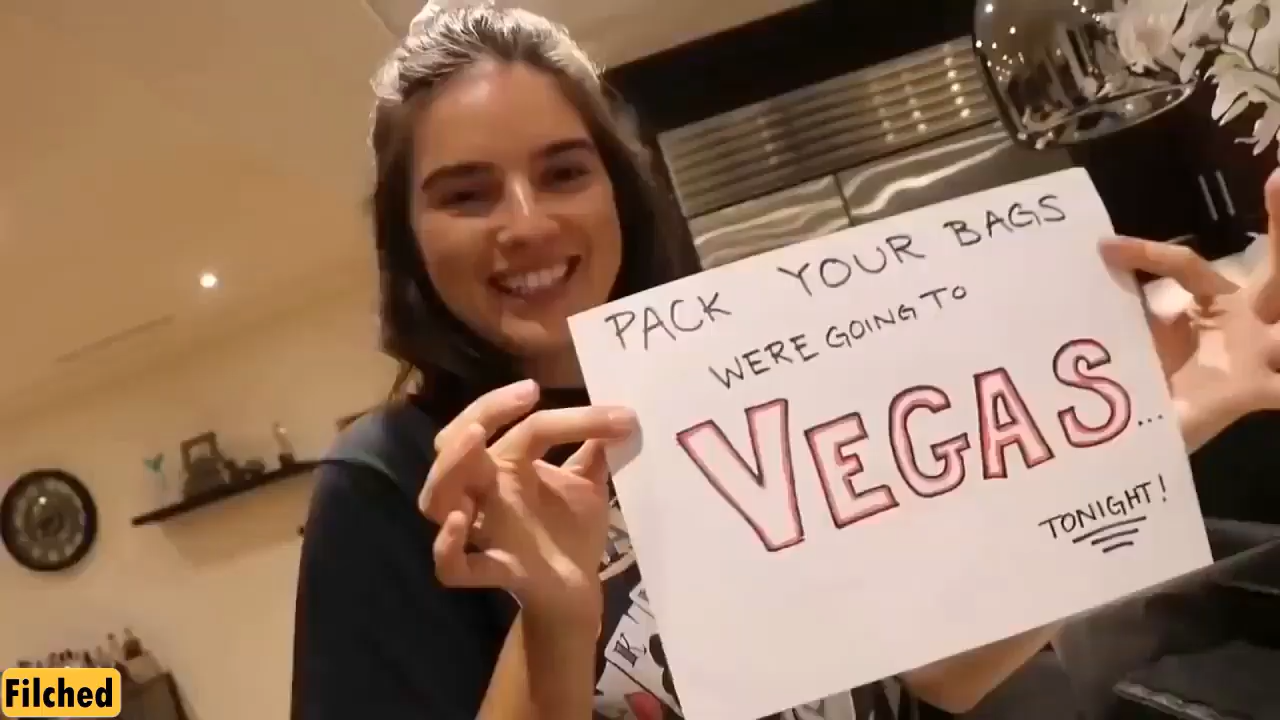 PACK YOUR BAGS
WERE GOING TO
VEGAS...
TONIGHT!
K
Filched